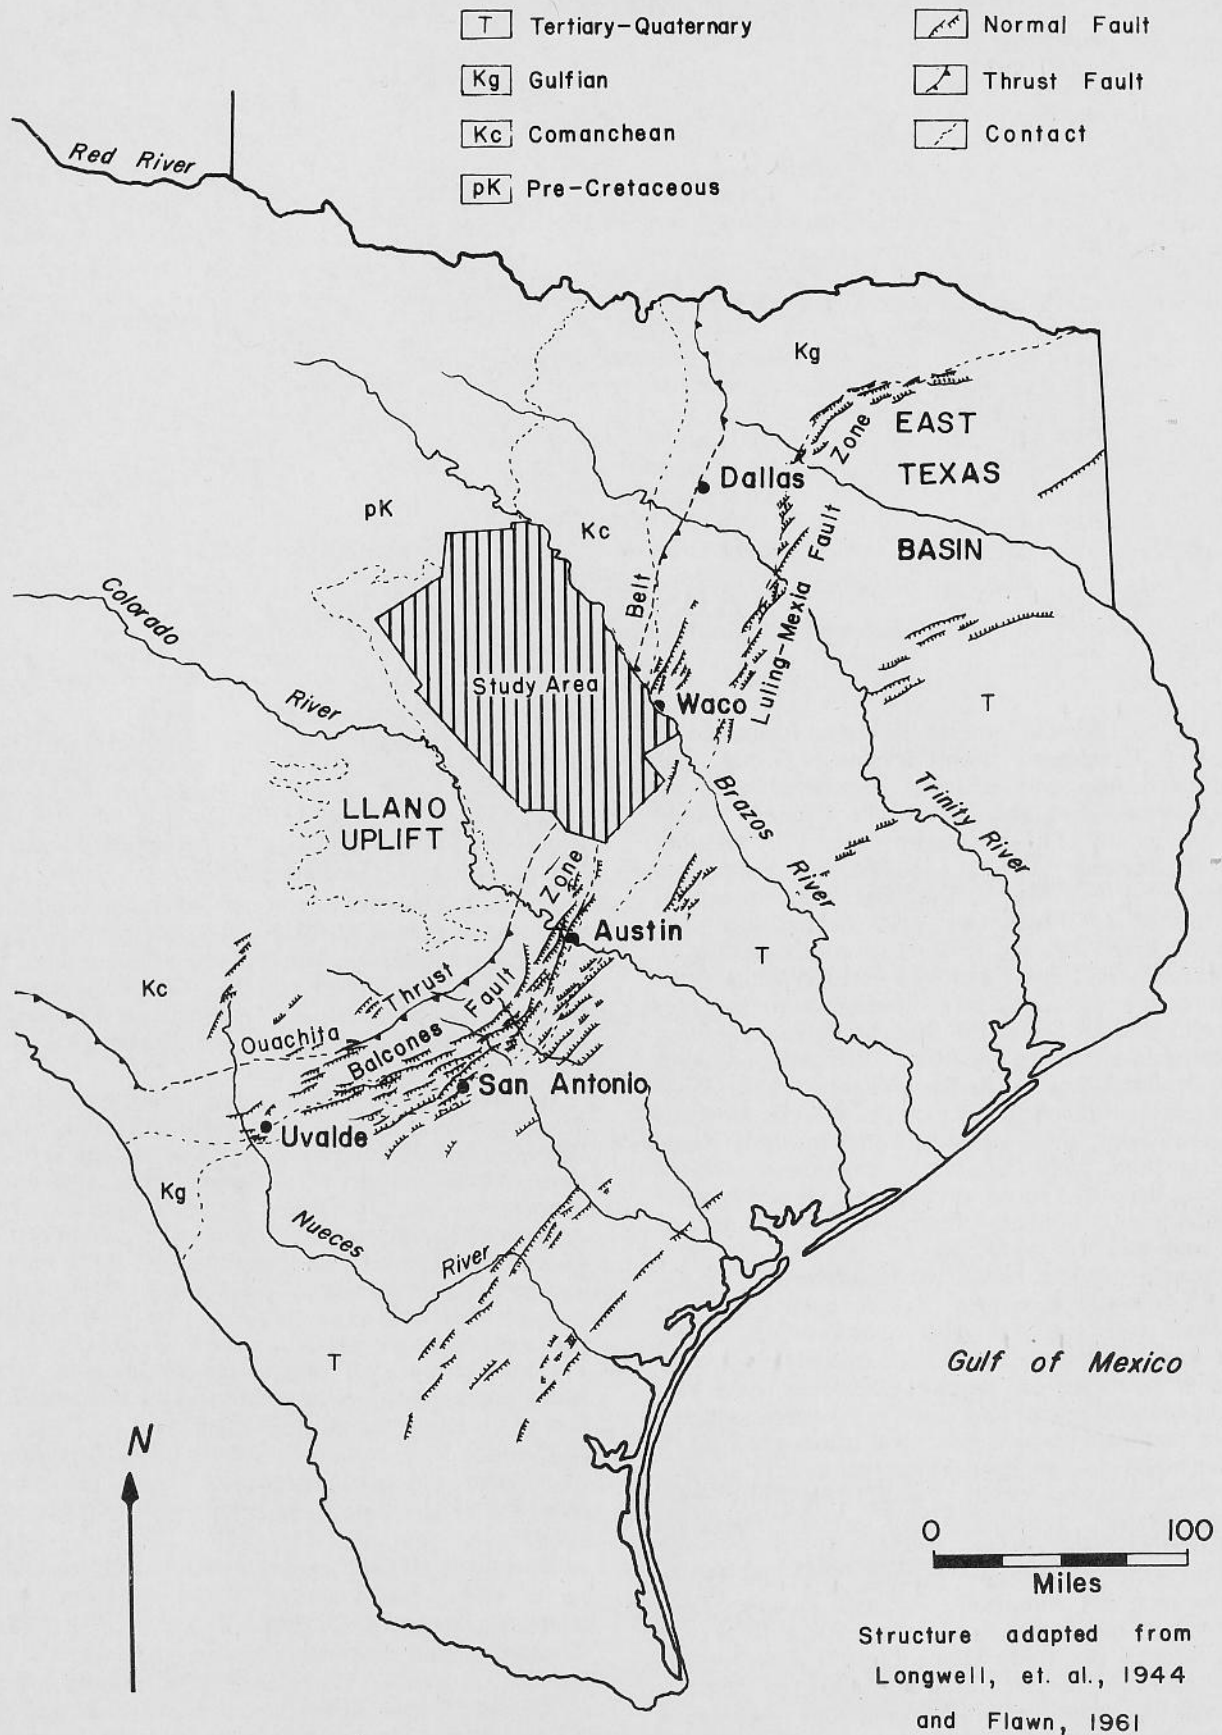 T Tertiary-Quaternary
Kg Gulfian
Kc Comanchean
pK Pre-Cretaceous
Normal Fault
Thrust Fault
Contact
Red River
Kg
EAST
TEXAS
BASIN
Zone
Dallas
pK
Kc
Luling-Mexia Fault
Belt
Colorado
River
Study Area
Waco
T
LLANO
UPLIFT
Brazos
River
Trinity River
Zone
Austin
T
Kc
Ouachita Thrust
Balcones Fault
San Antonio
Uvalde
Kg
Nueces
River
T
Gulf of Mexico
N
0 100
Miles
Structure adapted from
Longwell, et. al., 1944
and Flawn, 1961